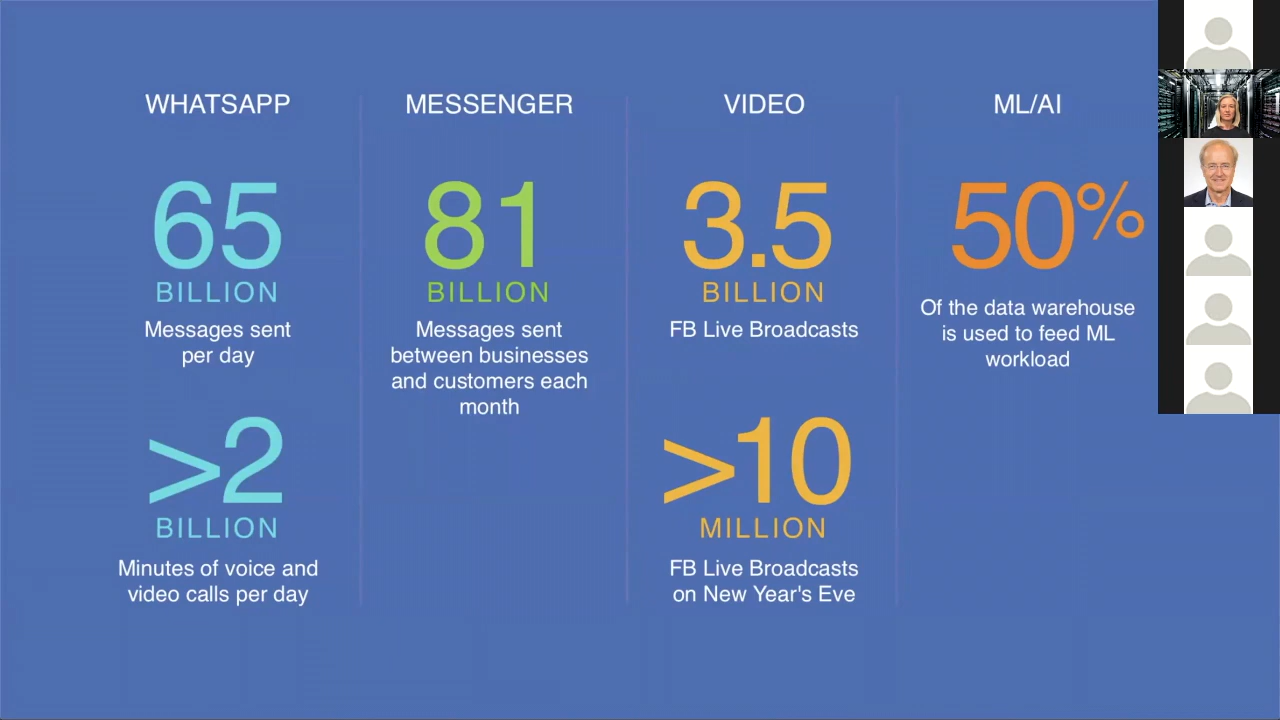 WHATSAPP
65
BILLION
Messages sent
per day
>2
BILLION
Minutes of voice and
video calls per day
MESSENGER
81
BILLION
Messages sent
between businesses
and customers each
month
VIDEO
3.5
BILLION
FB Live Broadcasts
>10
MILLION
FB Live Broadcasts
on New Year's Eve
ML/AI
50%
Of the data warehouse
is used to feed ML
workload